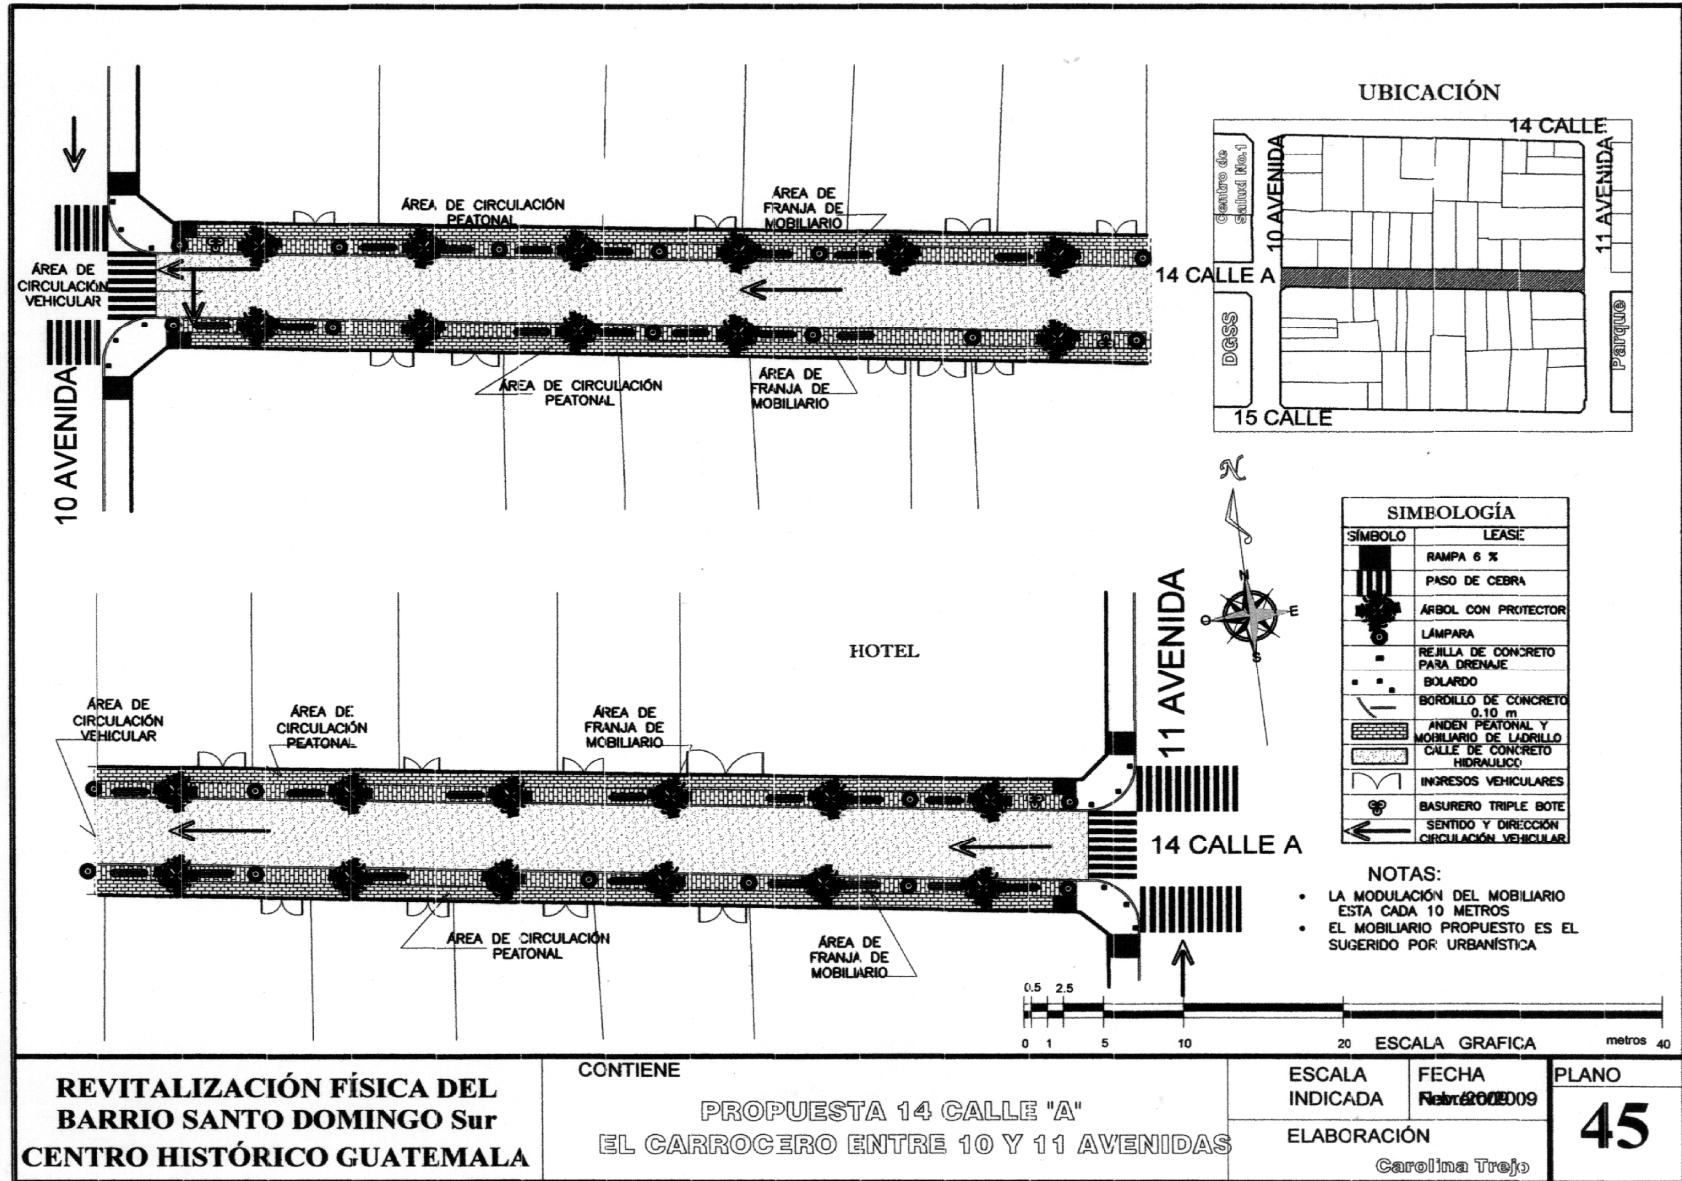 UBICACIÓN
14 CALLE
Centro de
Salud No.1
10 AVENIDA
11 AVENIDA
14 CALLE A
DGSS
Parque
15 CALLE
ÁREA DE CIRCULACIÓN
PEATONAL
ÁREA DE
FRANJA DE
MOBILIARIO
ÁREA DE
CIRCULACIÓN
VEHICULAR
ÁREA DE CIRCULACIÓN
PEATONAL
ÁREA DE
FRANJA DE
MOBILIARIO
10 AVENIDA
N
N
O
E
S
SIMBOLOGÍA
SÍMBOLO LEASE
RAMPA 6 %
PASO DE CEBRA
ÁRBOL CON PROTECTOR
LÁMPARA
REJILLA DE CONCRETO
PARA DRENAJE
BOLARDO
BORDILLO DE CONCRETO
0.10 m
ANDEN PEATONAL Y
MOBILIARIO DE LADRILLO
CALLE DE CONCRETO
HIDRAULICO
INGRESOS VEHICULARES
BASURERO TRIPLE BOTE
SENTIDO Y DIRECCIÓN
CIRCULACIÓN VEHICULAR
HOTEL
11 AVENIDA
ÁREA DE
CIRCULACIÓN
VEHICULAR
ÁREA DE
CIRCULACIÓN
PEATONAL
ÁREA DE
FRANJA DE
MOBILIARIO
14 CALLE A
ÁREA DE CIRCULACIÓN
PEATONAL
ÁREA DE
FRANJA DE
MOBILIARIO
NOTAS:
• LA MODULACIÓN DEL MOBILIARIO
ESTA CADA 10 METROS
• EL MOBILIARIO PROPUESTO ES EL
SUGERIDO POR URBANÍSTICA
0.5 2.5
0 1 5 10 20 ESCALA GRAFICA metros 40
REVITALIZACIÓN FÍSICA DEL
BARRIO SANTO DOMINGO Sur
CENTRO HISTÓRICO GUATEMALA
CONTIENE
PROPUESTA 14 CALLE "A"
EL CARROCERO ENTRE 10 Y 11 AVENIDAS
ESCALA
INDICADA
FECHA
2009
ELABORACIÓN
Carolina Trejo
PLANO
45